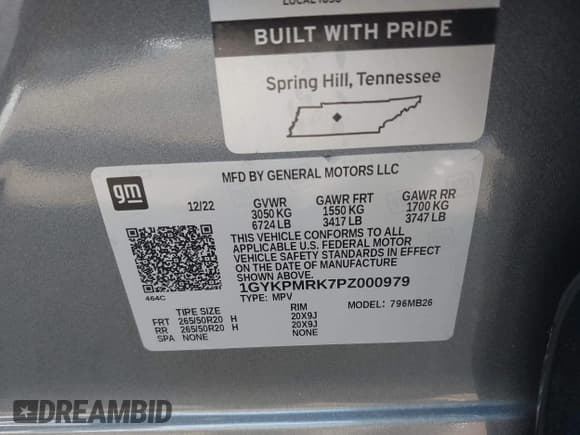 LOCAL 1853
BUILT WITH PRIDE
Spring Hill, Tennessee
gm
MFD BY GENERAL MOTORS LLC
12/22 GVWR GAWR FRT GAWR RR
3050 KG 1550 KG 1700 KG
6724 LB 3417 LB 3747 LB
THIS VEHICLE CONFORMS TO ALL
APPLICABLE U.S. FEDERAL MOTOR
VEHICLE SAFETY STANDARDS IN EFFECT
ON THE DATE OF MANUFACTURE
SHOWN ABOVE.
464C
1GYKPMRK7PZ000979
TYPE: MPV MODEL: 796MB26
TIRE SIZE RIM
FRT 265/50R20 H 20X9J
RR 265/50R20 H 20X9J
SPA NONE NONE
DREAMBID